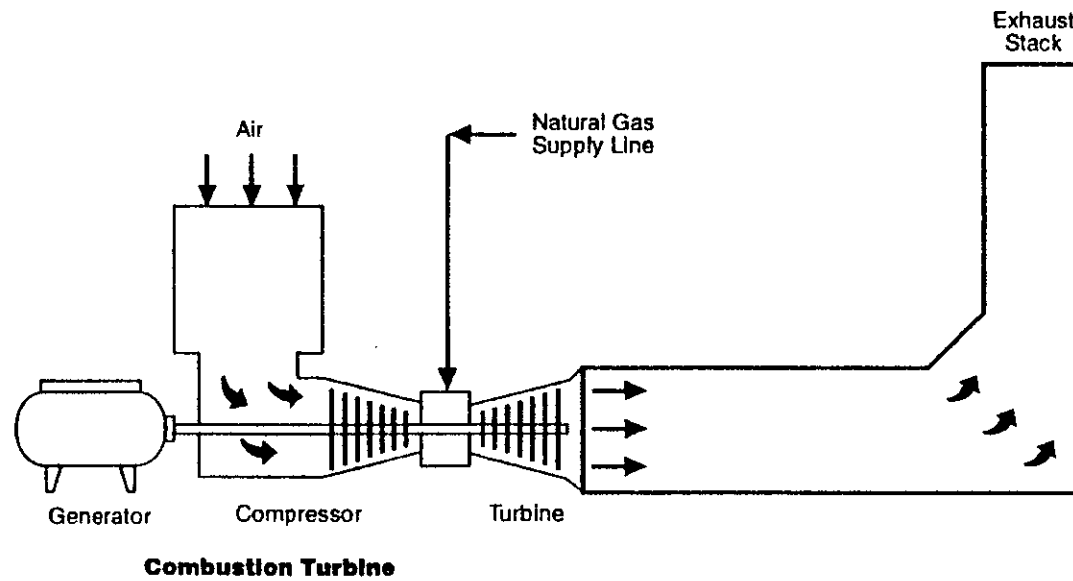 Exhaust
Stack
Air
Natural Gas
Supply Line
Generator
Compressor
Turbine
Combustion Turbine